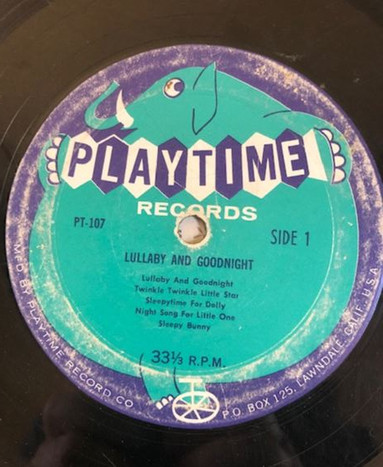 PLAYTIME
RECORDS
PT-107
SIDE 1
LULLABY AND GOODNIGHT
Lullaby And Goodnight
Twinkle Twinkle Little Star
Sleepytime For Dolly
Night Song For Little One
Sleepy Bunny
33⅓ R.P.M.
MFD. BY PLAYTIME RECORD CO
P.O. BOX 125, LAWNDALE, CALIF. U.S.A.